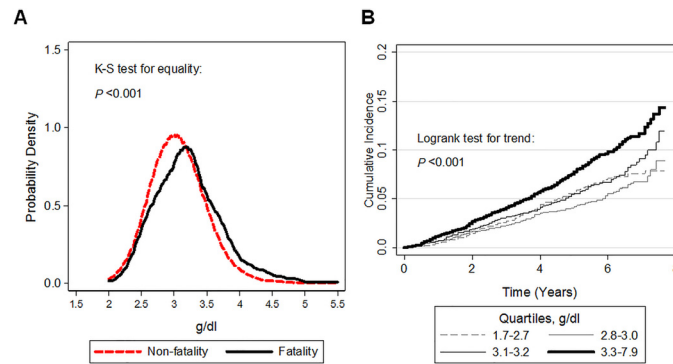 A
K-S test for equality:
P <0.001
Probability Density
1.5
1.0
0.5
0.0
1.5 2 2.5 3 3.5 4 4.5 5 5.5
g/dl
Non-fatality Fatality
B
Logrank test for trend:
P <0.001
Cumulative Incidence
0.2
0.15
0.1
0.05
0.0
0 2 4 6 8
Time (Years)
Quartiles, g/dl
1.7-2.7 2.8-3.0
3.1-3.2 3.3-7.9